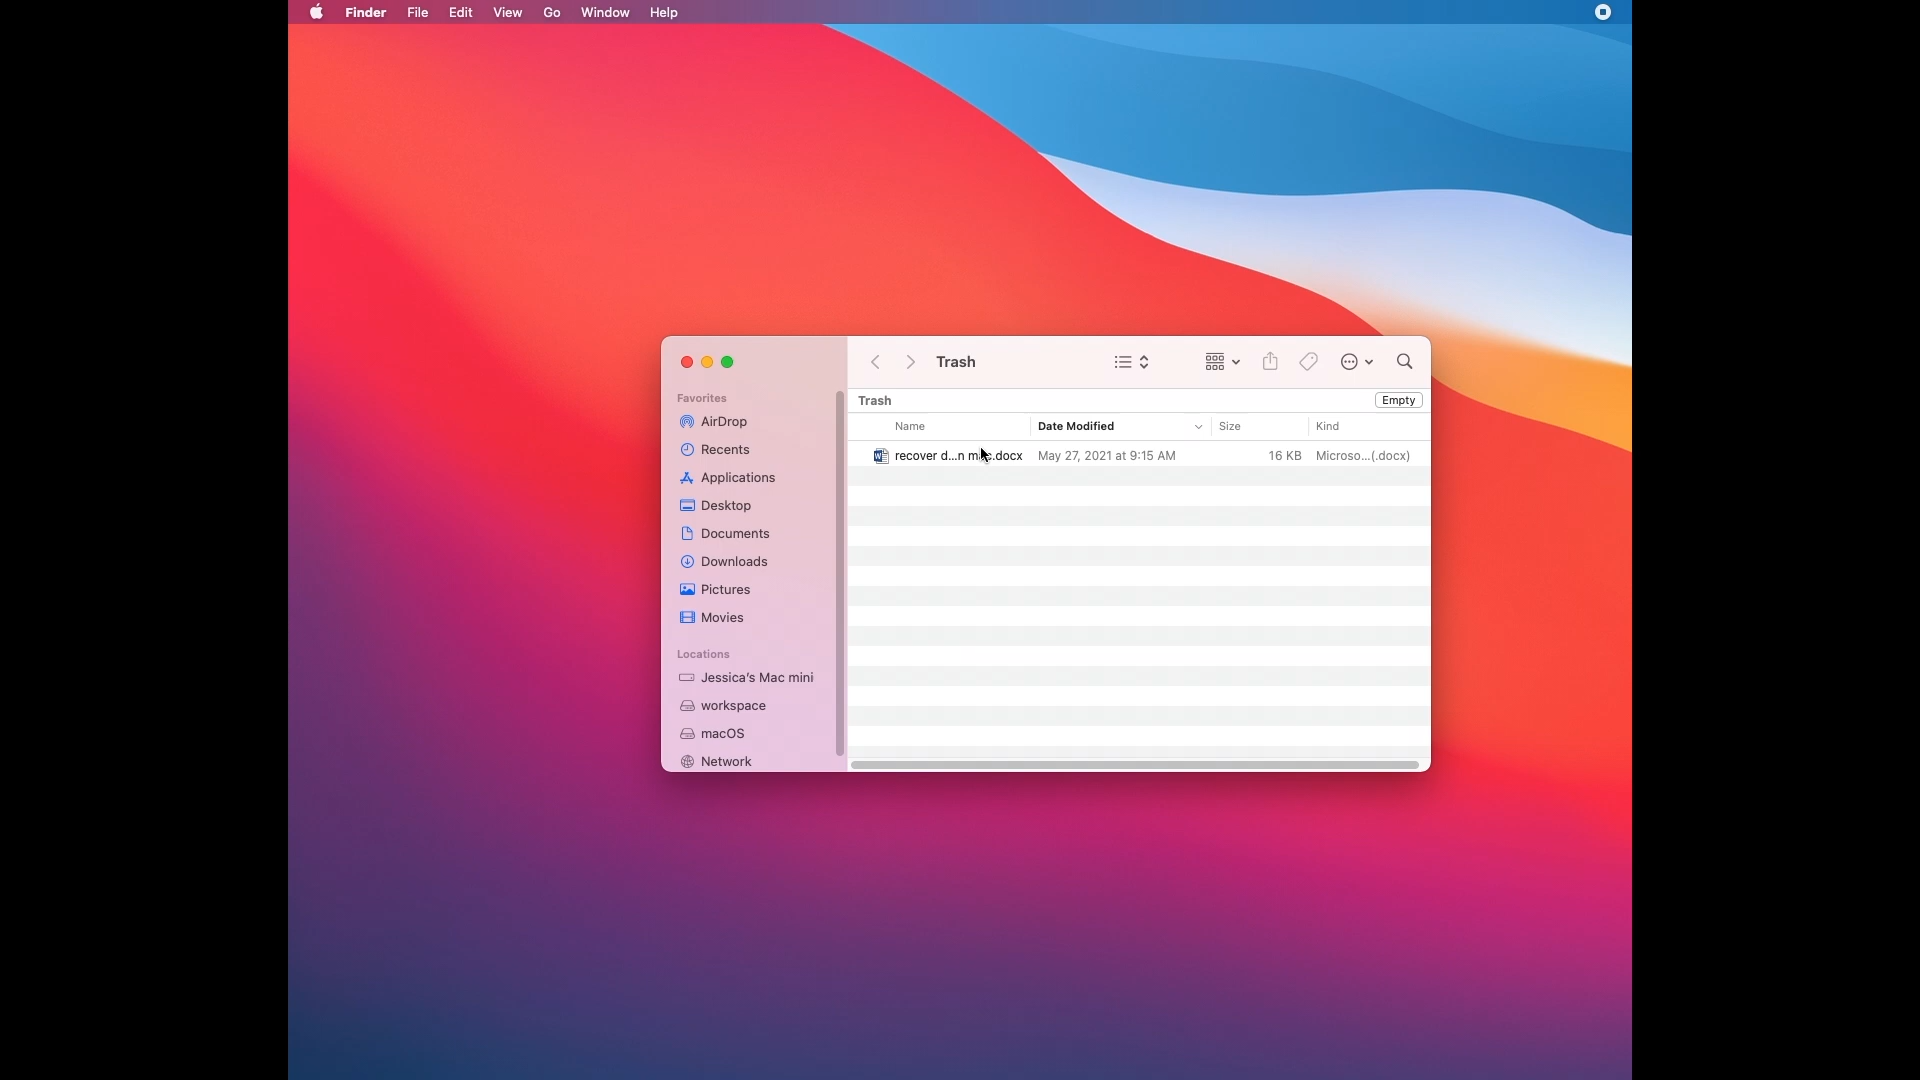 Finder File Edit View Go Window Help
Trash
Favorites
AirDrop
Recents
Applications
Desktop
Documents
Downloads
Pictures
Movies
Locations
Jessica's Mac mini
workspace
macOS
Network
Trash Empty
Name Date Modified Size Kind
recover d...n .docx May 27, 2021 at 9:15 AM 16 KB Microso...(.docx)